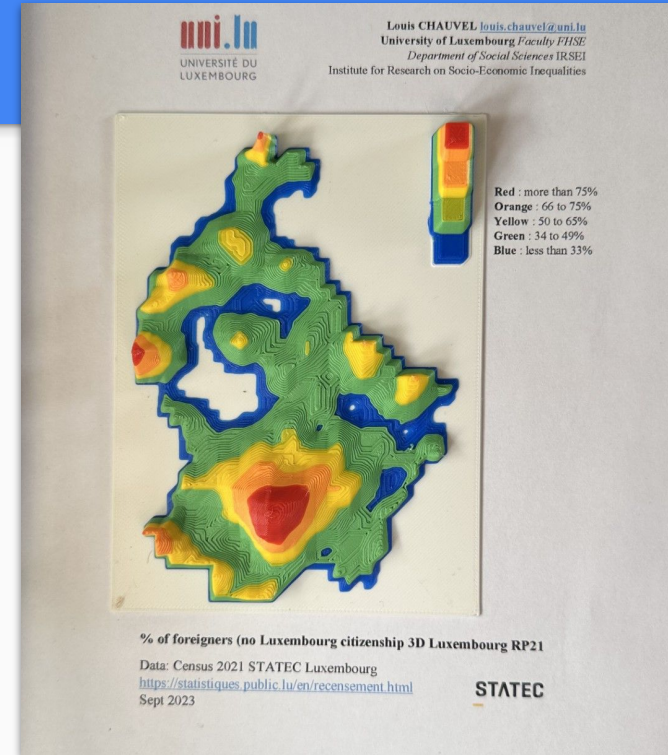 uni.lu
UNIVERSITÉ DU
LUXEMBOURG
Louis CHAUVEL louis.chauvel@uni.lu
University of Luxembourg Faculty FHSE
Department of Social Sciences IRSEI
Institute for Research on Socio-Economic Inequalities
Red : more than 75%
Orange : 66 to 75%
Yellow : 50 to 65%
Green : 34 to 49%
Blue : less than 33%
% of foreigners (no Luxembourg citizenship 3D Luxembourg RP21
Data: Census 2021 STATEC Luxembourg
https://statistiques.public.lu/en/recensement.html
Sept 2023
STATEC